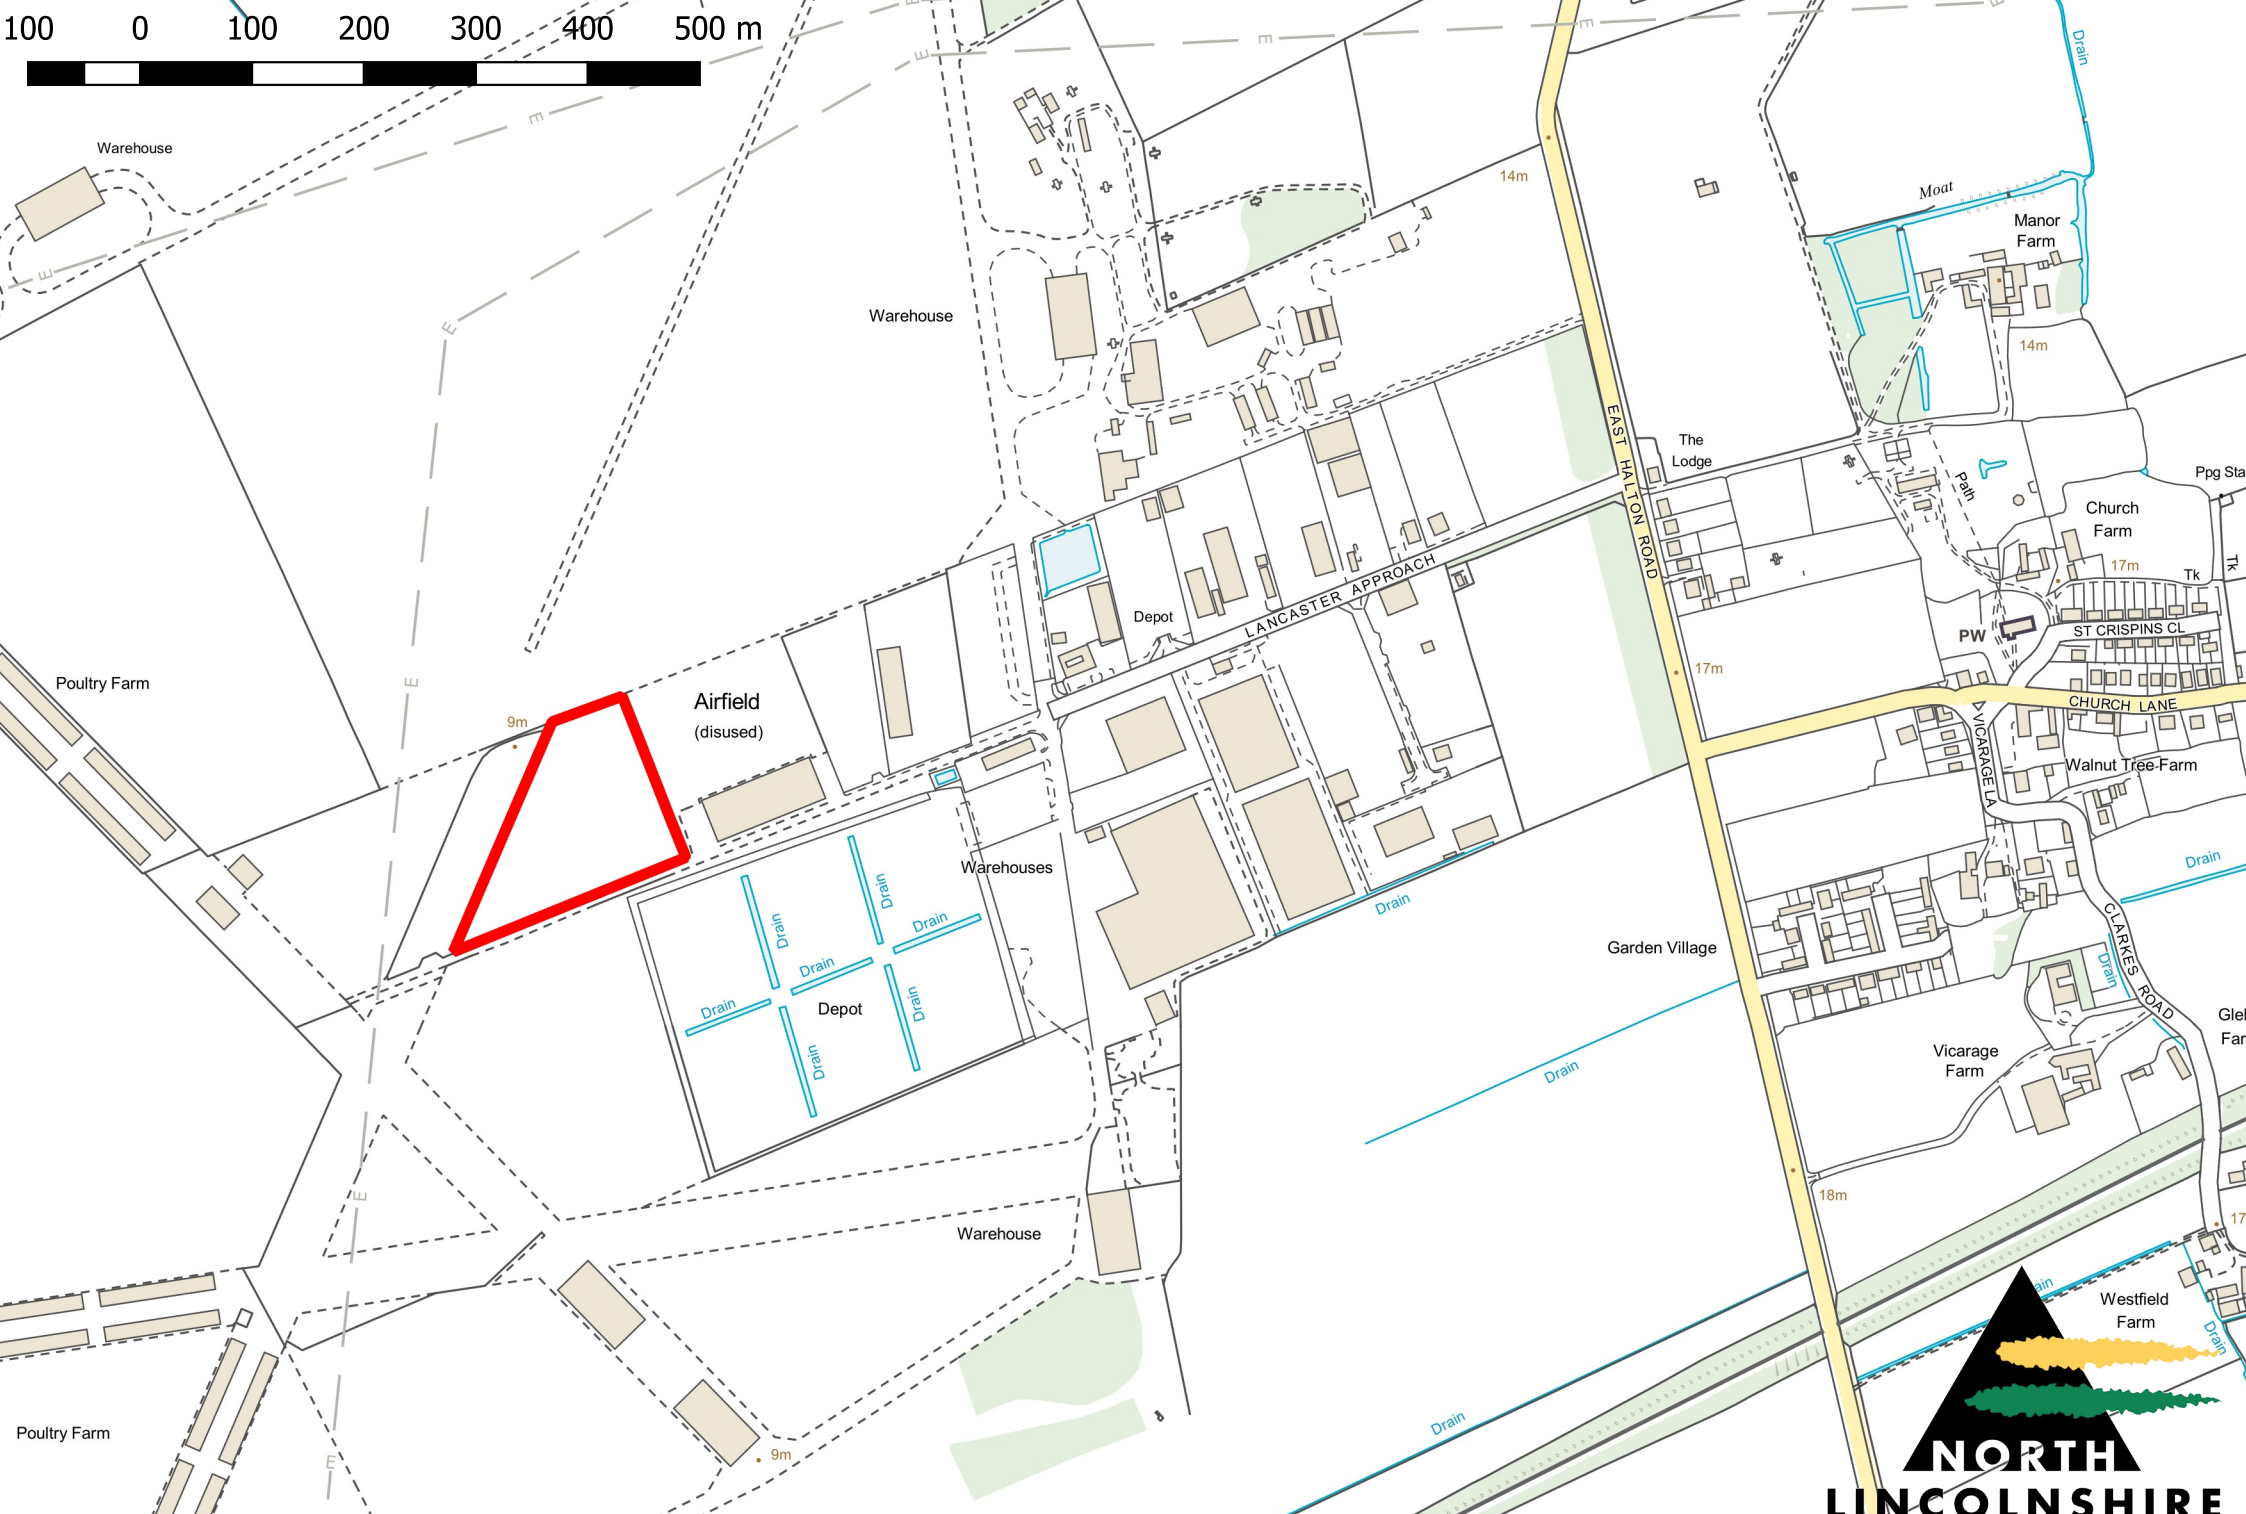 100 0 100 200 300 400 500 m
E
E
E
E
E
Drain
Warehouse
E
14m
Moat
Manor
Farm
E
Warehouse
E
14m
EAST HALTON ROAD
The
Lodge
Path
Ppg Sta
Church
Farm
17m
Tk
Tk
Depot
LANCASTER APPROACH
PW
ST CRISPINS CL
Poultry Farm
E
17m
Airfield
(disused)
9m
CHURCH LANE
VICARAGE LA
Walnut Tree Farm
Warehouses
Drain
Drain
Drain
Drain
Drain
Drain
Drain
Drain
Depot
Drain
Drain
Garden Village
CLARKES ROAD
Drain
Drain
Vicarage
Farm
E
18m
Warehouse
Westfield
Farm
Drain
Drain
Poultry Farm
E
9m
NORTH
LINCOLNSHIRE